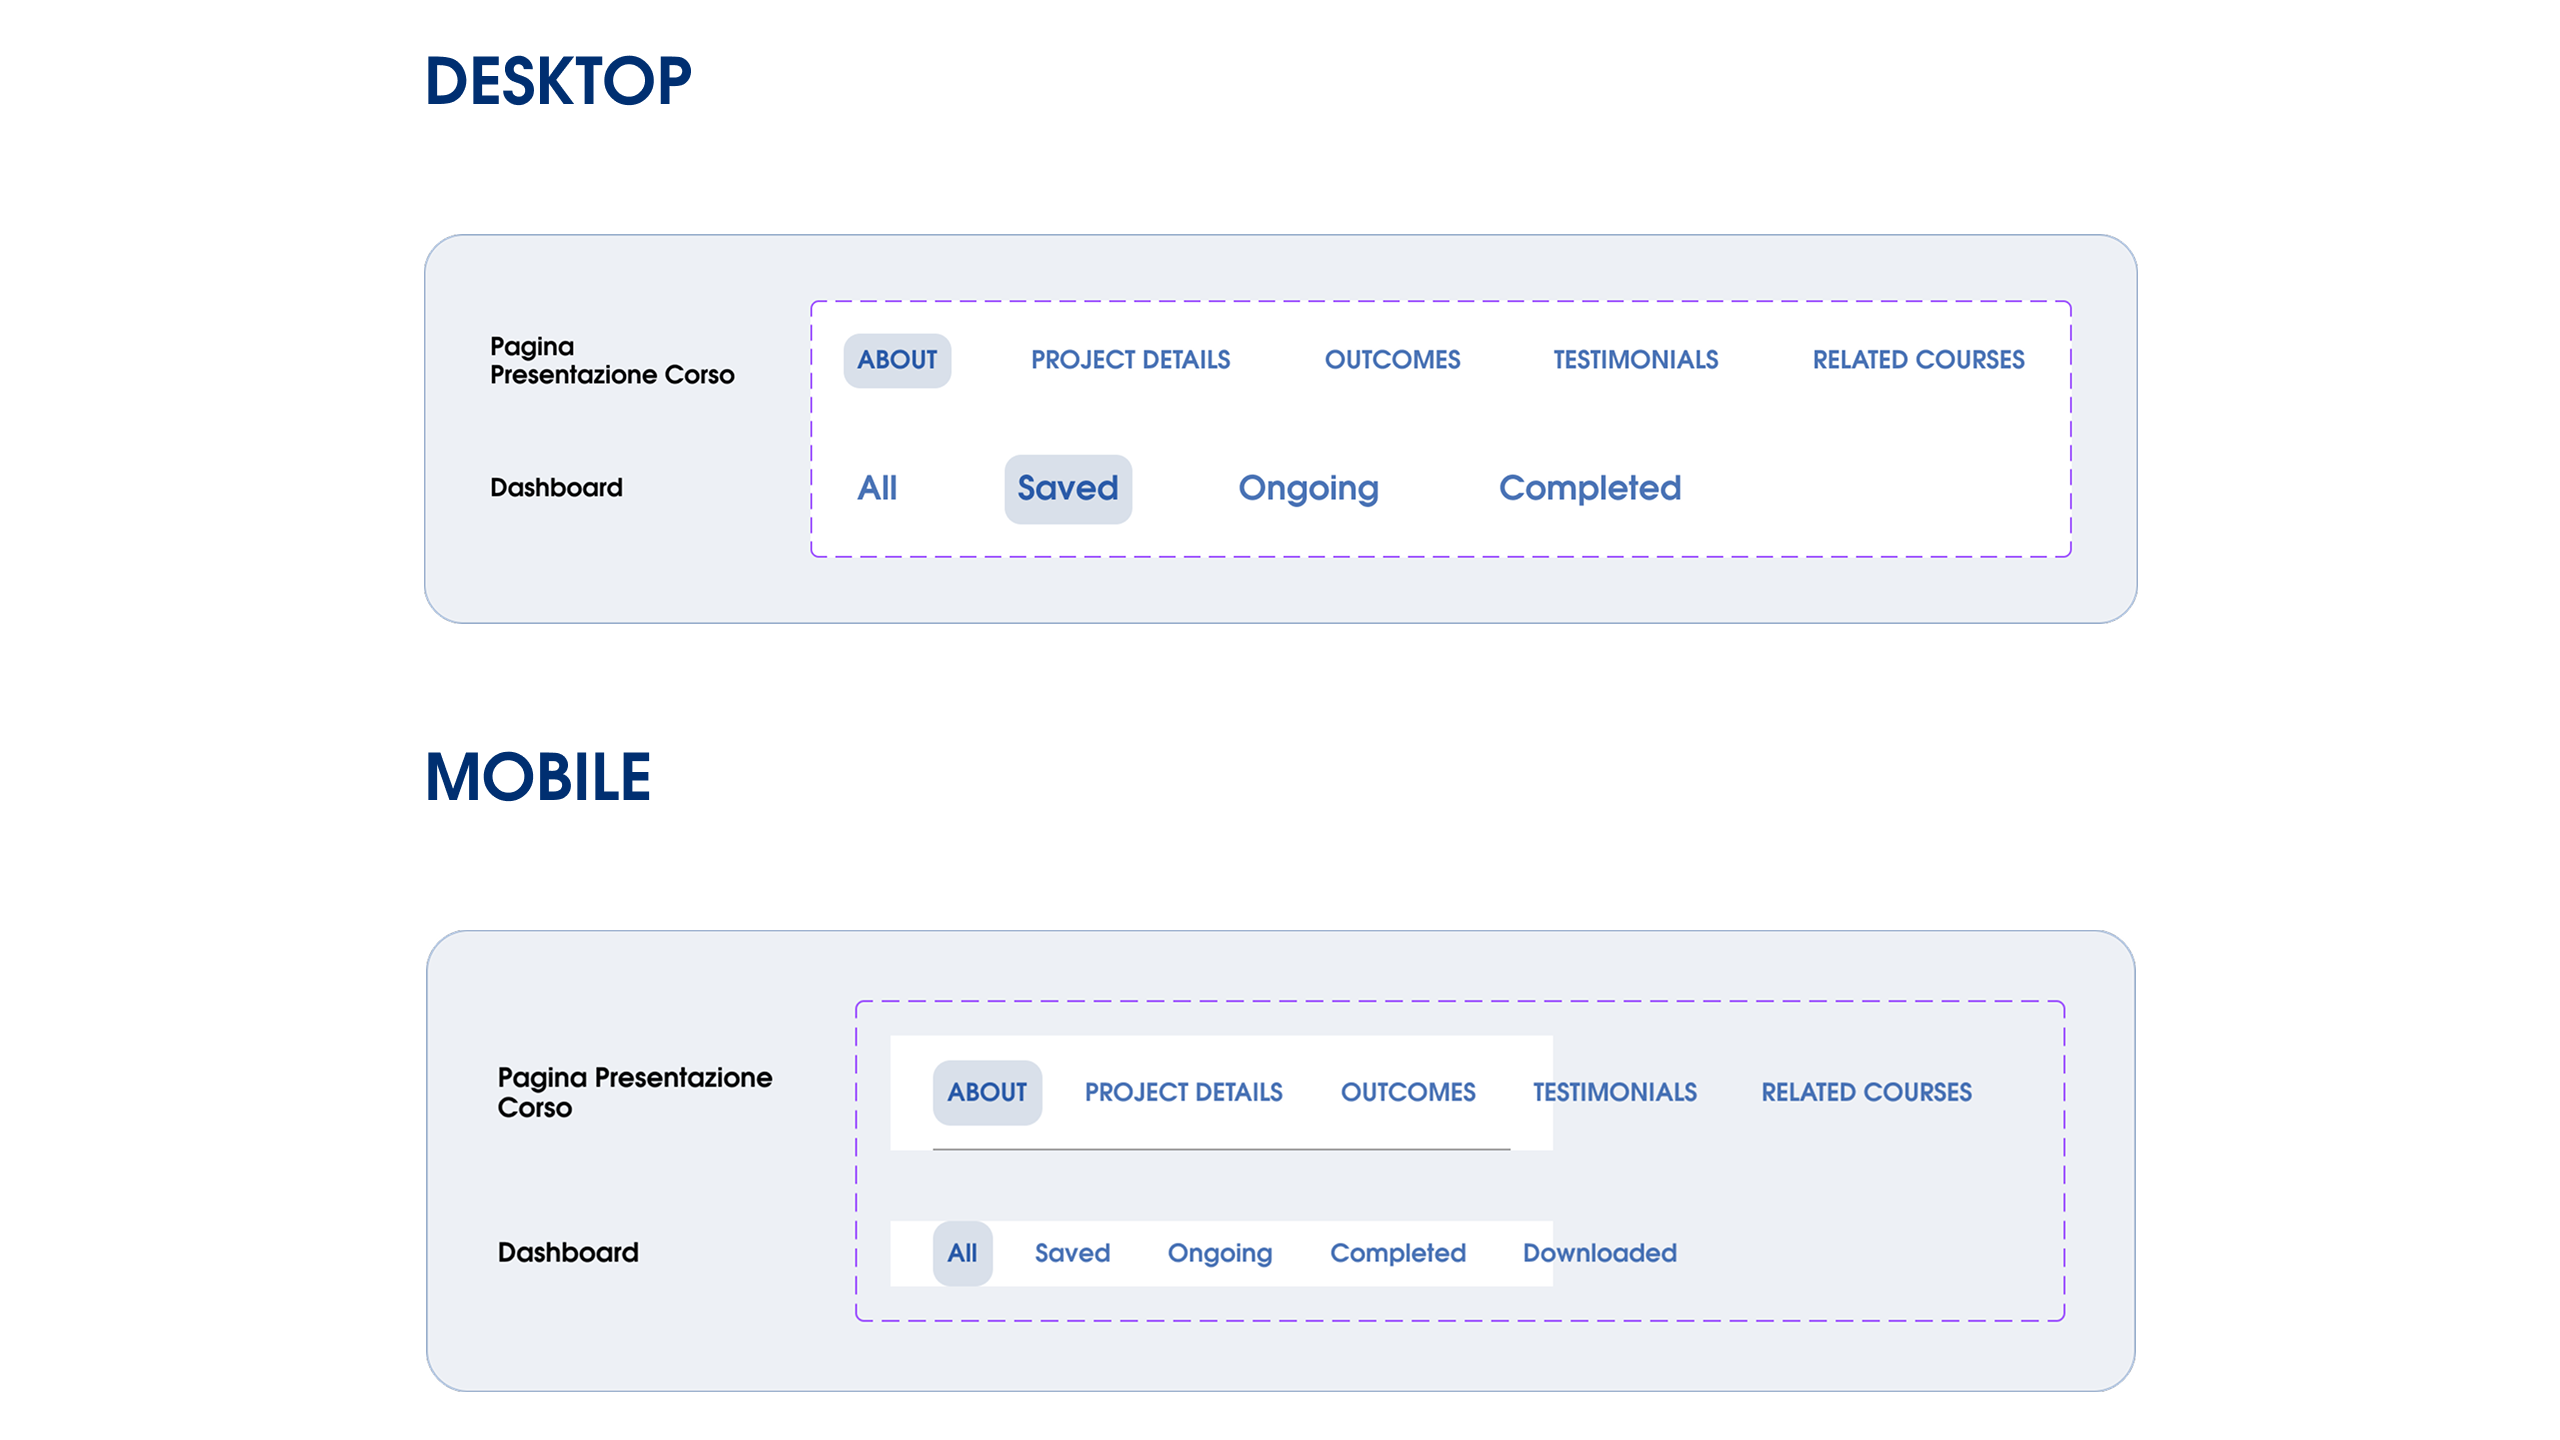 DESKTOP
Pagina
Presentazione Corso
ABOUT PROJECT DETAILS OUTCOMES TESTIMONIALS RELATED COURSES
Dashboard
All Saved Ongoing Completed
MOBILE
Pagina Presentazione
Corso
ABOUT PROJECT DETAILS OUTCOMES TESTIMONIALS RELATED COURSES
Dashboard
All Saved Ongoing Completed Downloaded